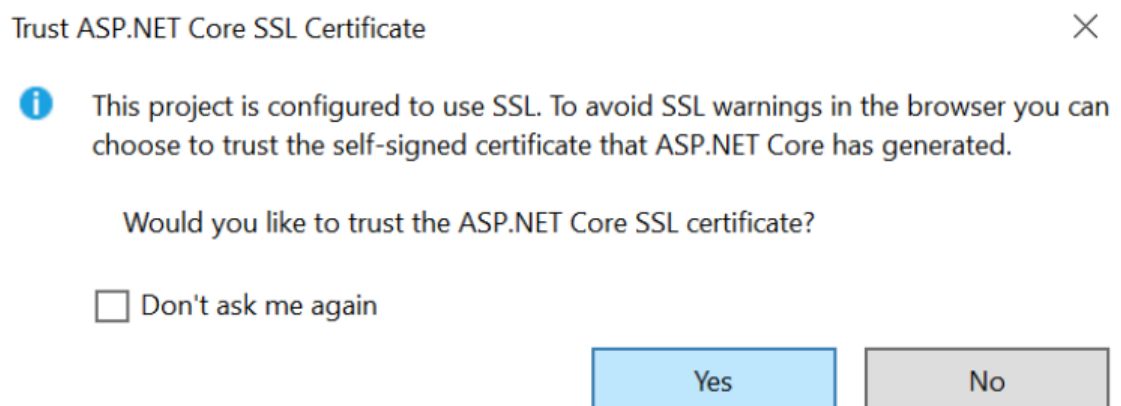 Trust ASP.NET Core SSL Certificate
This project is configured to use SSL. To avoid SSL warnings in the browser you can
choose to trust the self-signed certificate that ASP.NET Core has generated.
Would you like to trust the ASP.NET Core SSL certificate?
Don't ask me again
Yes
No